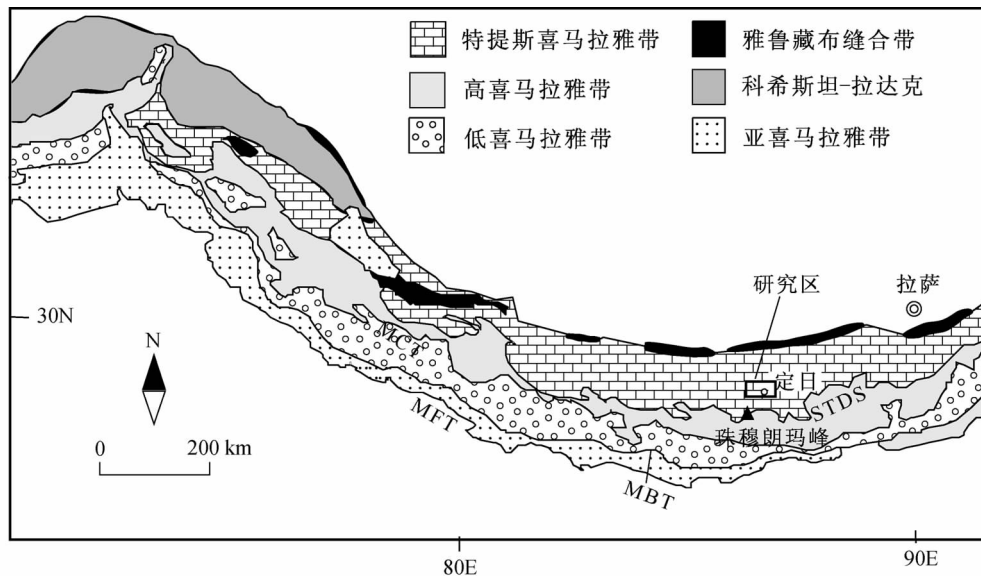 特提斯喜马拉雅带
雅鲁藏布缝合带
高喜马拉雅带
科希斯坦-拉达克
低喜马拉雅带
亚喜马拉雅带
研究区
拉萨
30N
N
MCT
定日
STDS
珠穆朗玛峰
MFT
0
200 km
MBT
80E
90E